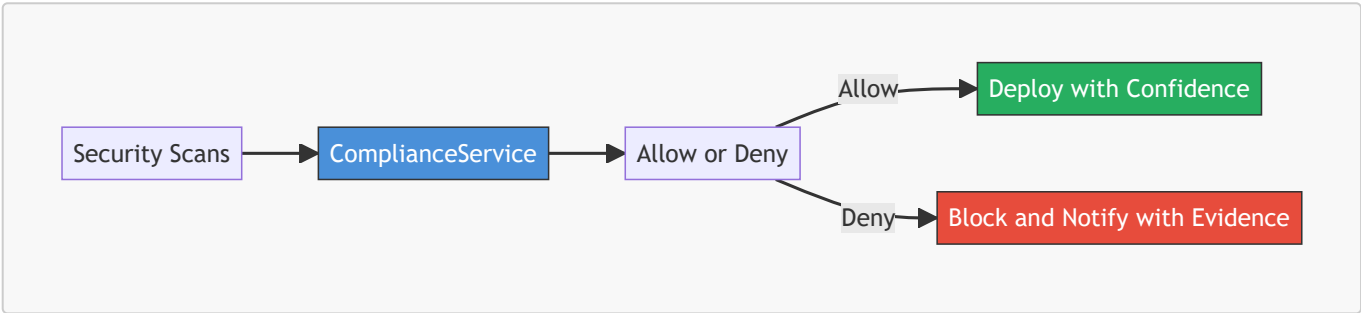 Security Scans
ComplianceService
Allow or Deny
Allow
Deploy with Confidence
Deny
Block and Notify with Evidence